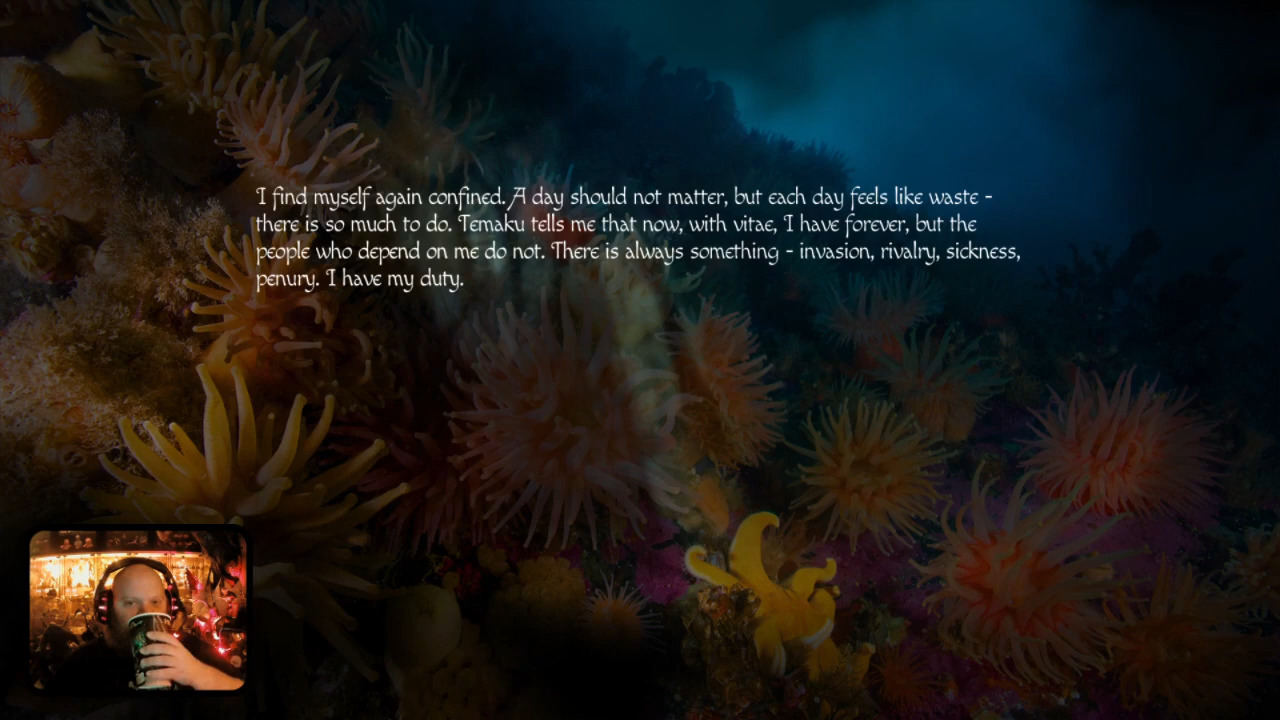 I find myself again confined. A day should not matter, but each day feels like waste -
there is so much to do. Temaku tells me that now, with vitae, I have forever, but the
people who depend on me do not. There is always something - invasion, rivalry, sickness,
penury. I have my duty.